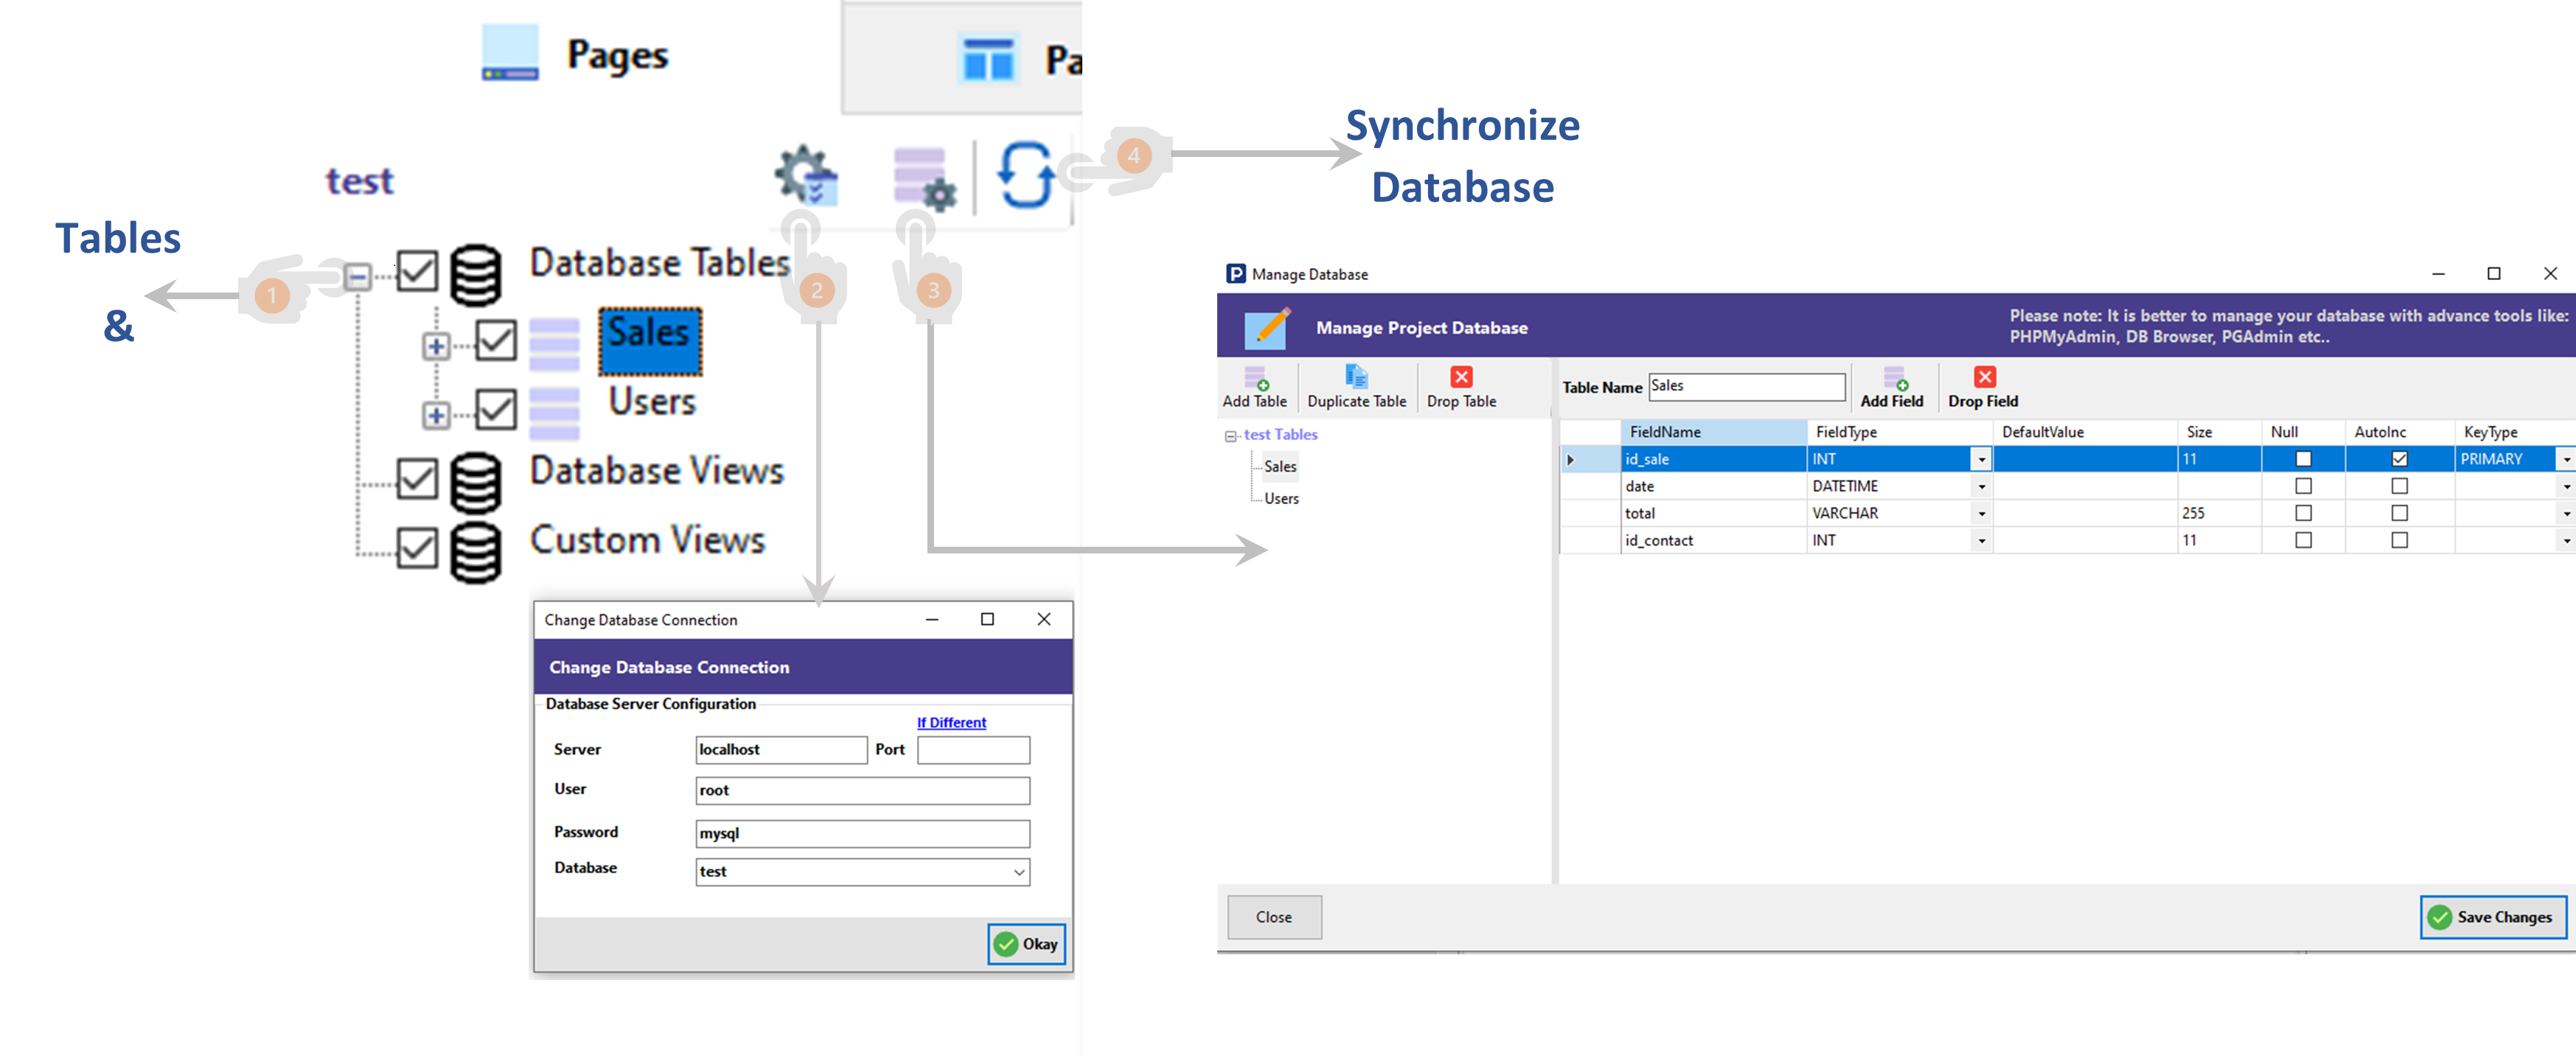 Pages
Pa
test
Synchronize
Database
4
Tables
&
1
2
3
Database Tables
Sales
Users
Database Views
Custom Views
Change Database Connection
Change Database Connection
Database Server Configuration
If Different
Server localhost Port
User root
Password mysql
Database test
Okay
Manage Database
Manage Project Database
Please note: It is better to manage your database with advance tools like:
PHPMyAdmin, DB Browser, PGAdmin etc..
Add Table Duplicate Table Drop Table
Table Name Sales Add Field Drop Field
test Tables
Sales
Users
FieldName FieldType DefaultValue Size Null AutoInc KeyType
id_sale INT 11 PRIMARY
date DATETIME
total VARCHAR 255
id_contact INT 11
Close
Save Changes